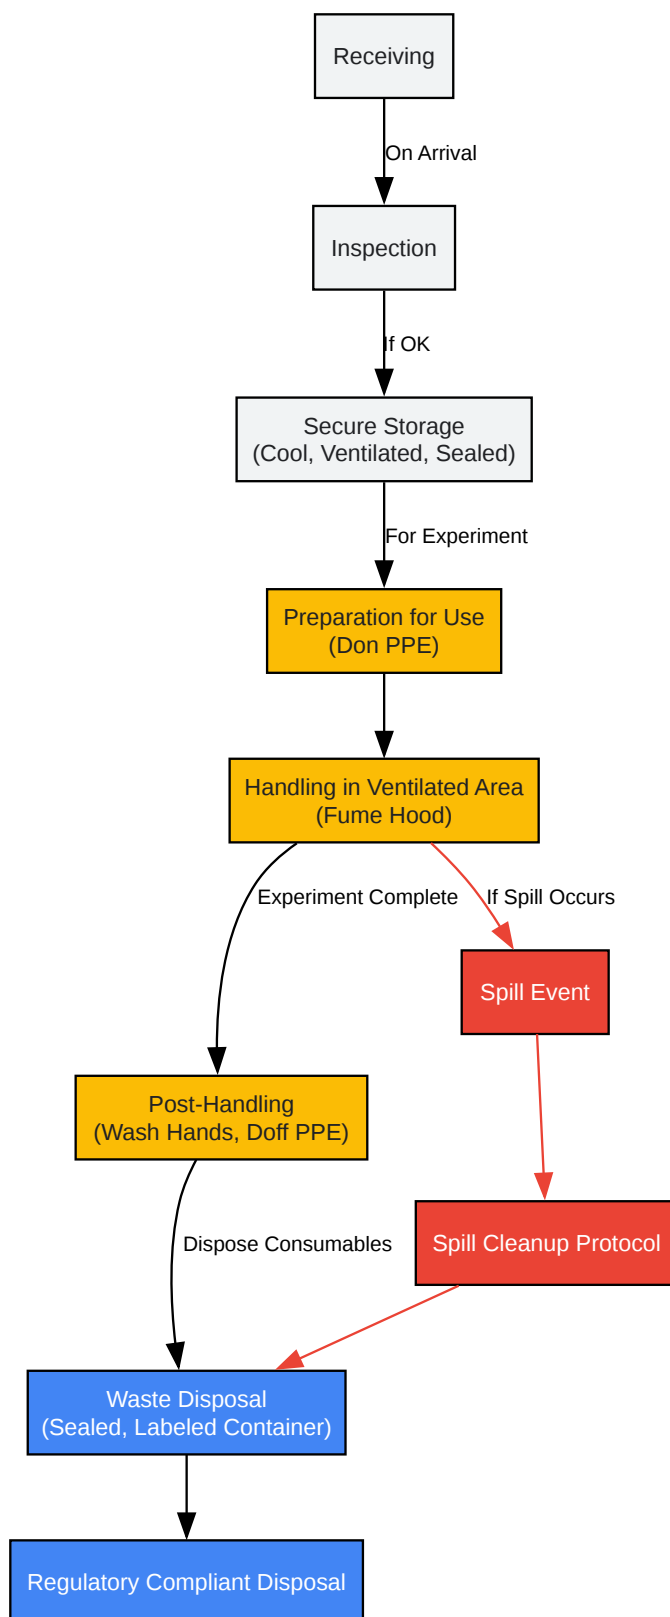 Receiving
On Arrival
Inspection
If OK
Secure Storage
(Cool, Ventilated, Sealed)
For Experiment
Preparation for Use
(Don PPE)
Handling in Ventilated Area
(Fume Hood)
Experiment Complete
If Spill Occurs
Spill Event
Post-Handling
(Wash Hands, Doff PPE)
Dispose Consumables
Spill Cleanup Protocol
Waste Disposal
(Sealed, Labeled Container)
Regulatory Compliant Disposal